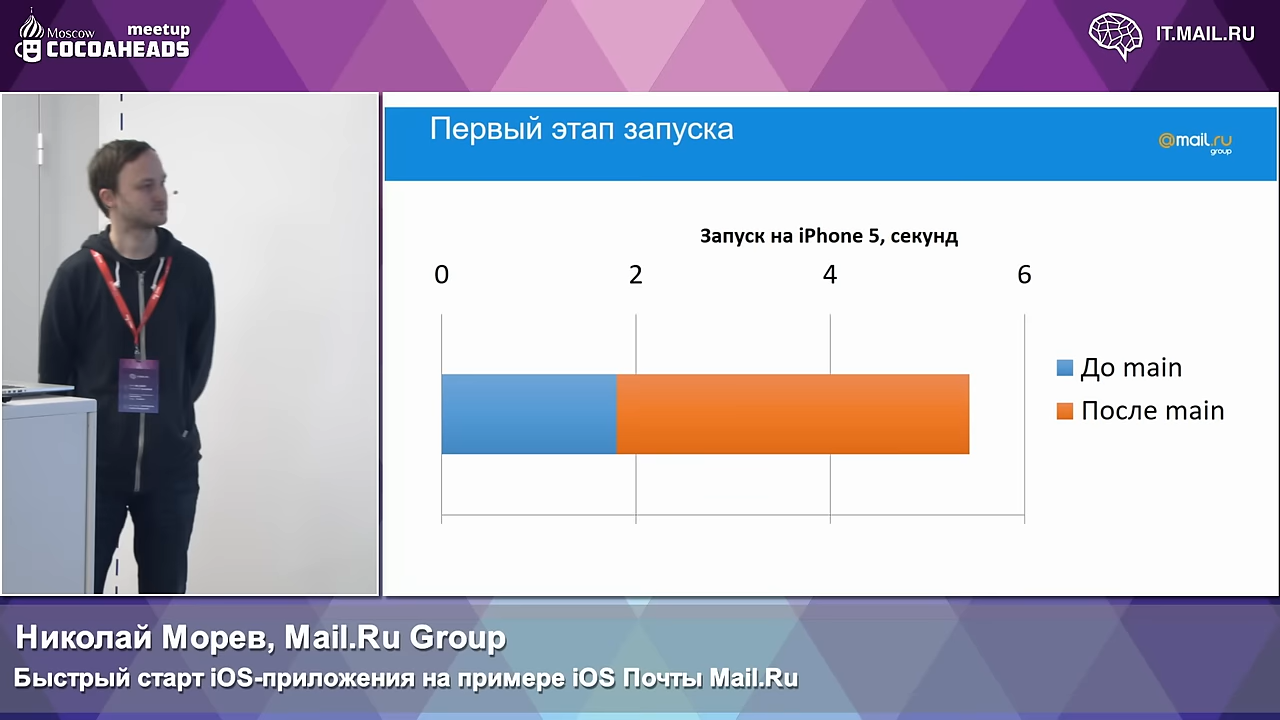 Moscow meetup
COCOAHEADS
IT.MAIL.RU
Первый этап запуска
@mail.ru
group
Запуск на iPhone 5, секунд
0 2 4 6
До main
После main
Николай Морев, Mail.Ru Group
Быстрый старт iOS-приложения на примере iOS Почты Mail.Ru